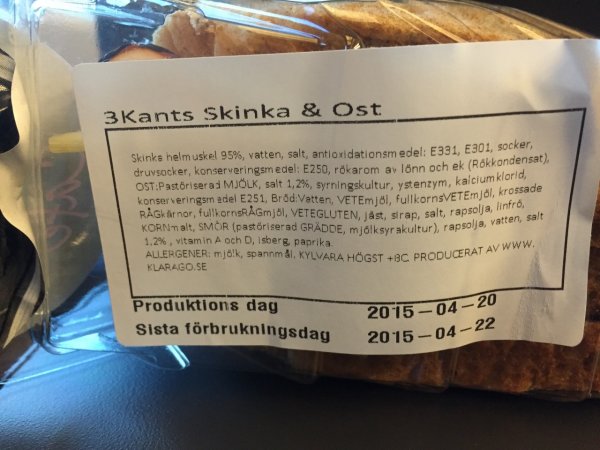 3Kants Skinka & Ost
Skinka helmuskel 95%, vatten, salt, antioxidationsmedel: E331, E301, socker,
druvsocker, konserveringsmedel: E250, rökarom av lönn och ek (Rökkondensat),
OST:Pastöriserad MJÖLK, salt 1,2%, syrningskultur, ystenzym, kalciumklorid,
konserveringsmedel E251, Bröd:Vatten, VETEmjöl, fullkornsVETEmjöl, krossade
RÅGkärnor, fullkornsRÅGmjöl, VETEGLUTEN, jäst, sirap, salt, rapsolja, linfrö,
KORNmalt, SMÖR (pastöriserad GRÄDDE, mjölksyrakultur), rapsolja, vatten, salt
1,2% , vitamin A och D, isberg, paprika.
ALLERGENER: mjölk, spannmål. KYLVARA HÖGST +8C. PRODUCERAT AV WWW.
KLARAGO.SE
Produktions dag 2015-04-20
Sista förbrukningsdag 2015-04-22